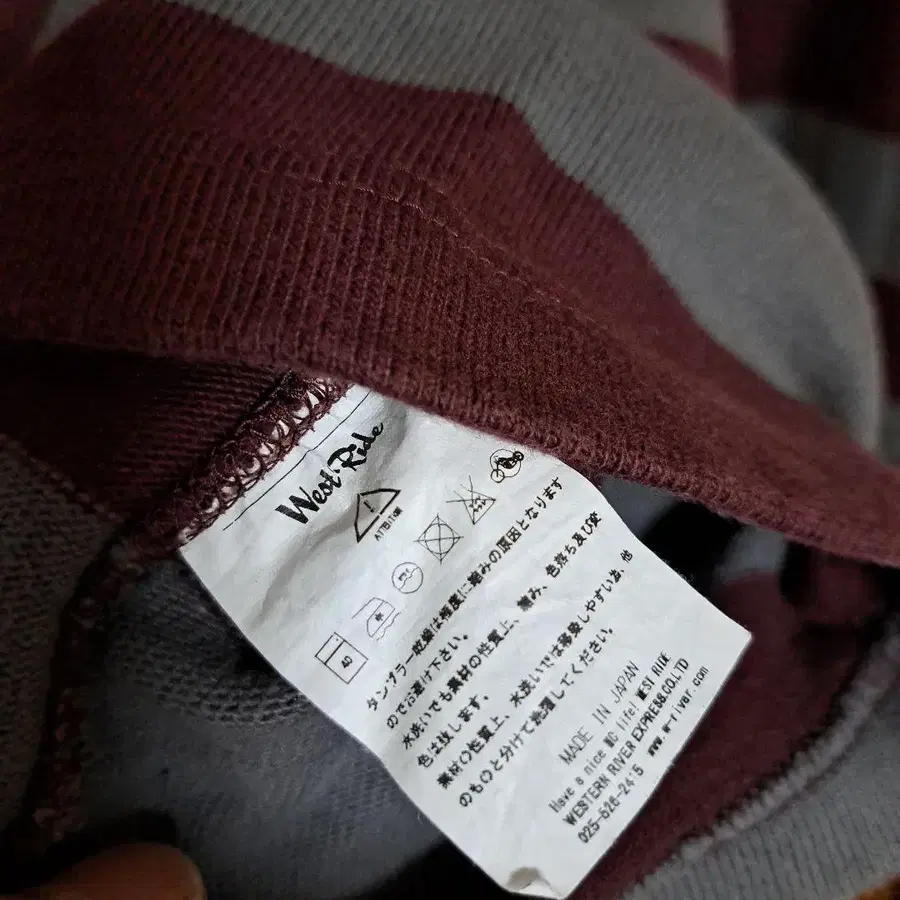 West Ride
40
タンブラー乾燥は極度に縮みの原因となります
のでお避け下さい。
水洗いでも素材の性質上、縮み、色落ち及び変
色は致します。
素材の性質上、水洗いでは移染しやすい為、他
のものと分けて洗濯してください。
MADE IN JAPAN
Have a nice MC life! WEST RIDE
WESTERN RIVER EXPRESS.CO.LTD
025-526-2415 www.w-river.com